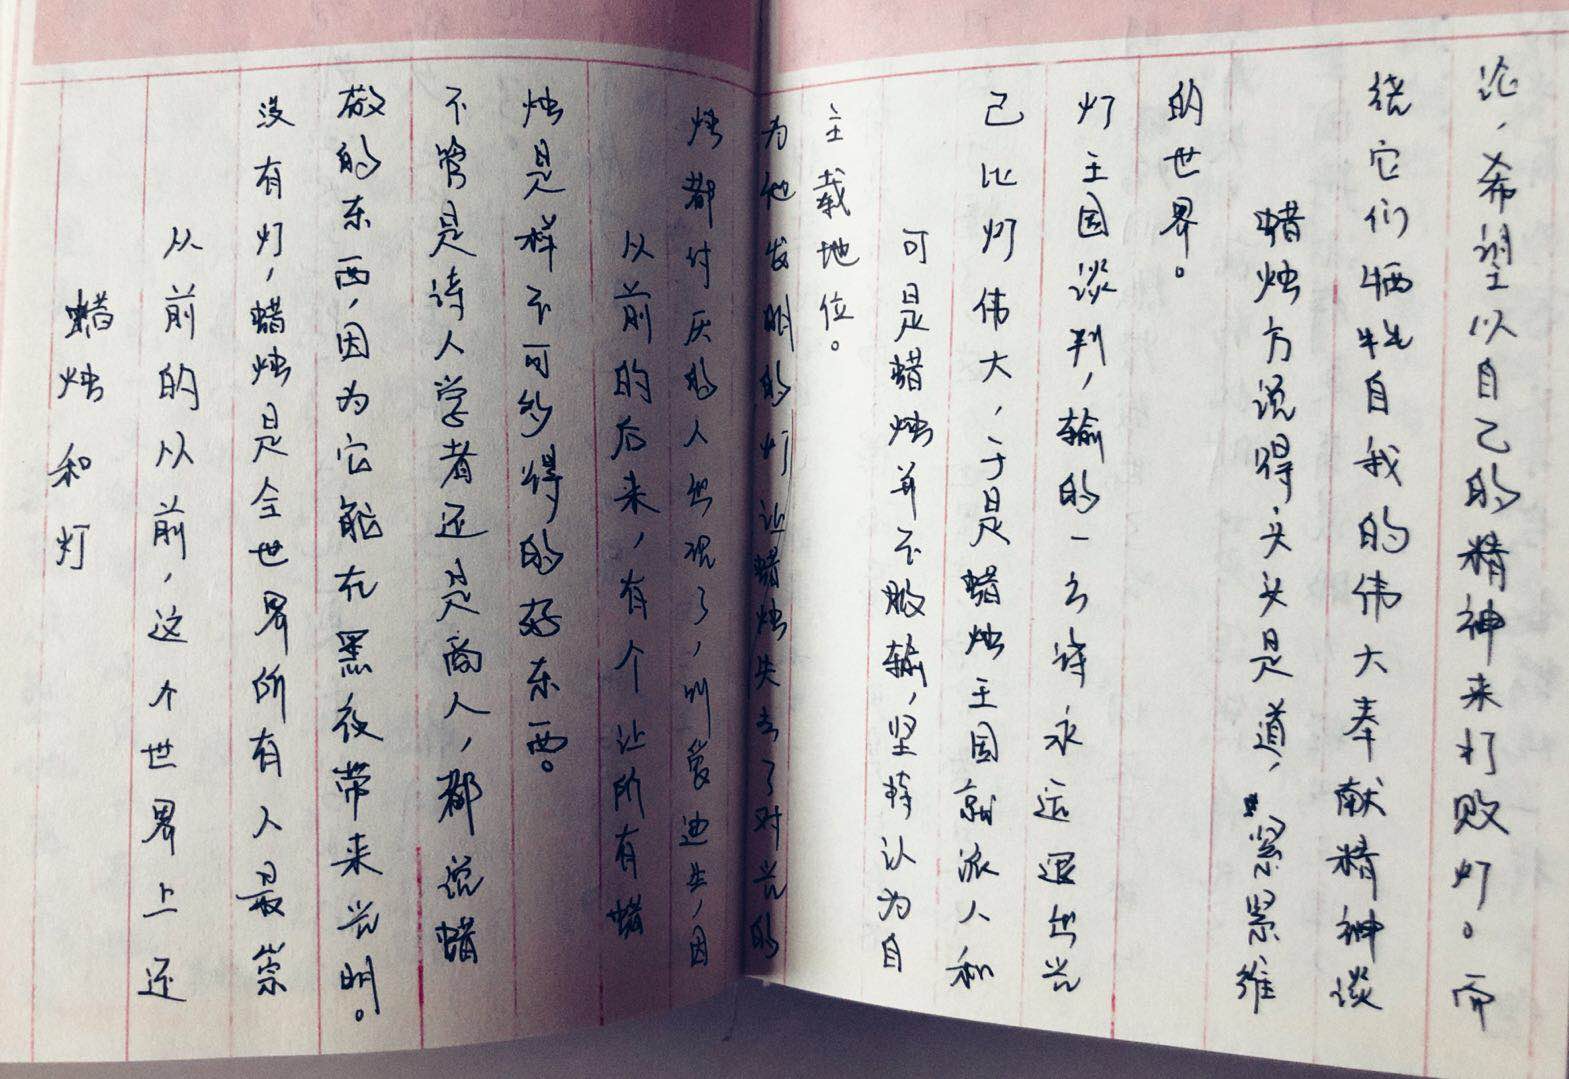 蜡烛和灯
从前的从前，这个世界上还
没有灯，蜡烛是全世界所有人最崇
敬的东西，因为它能在黑夜带来光明。
不管是诗人学者还是商人，都说蜡
烛是样不可多得的好东西。
从前的后来，有个让所有蜡
烛都付厌的人出现了，叫爱迪生，因
为他发明的灯让蜡烛失去了对光的
主载地位。
可是蜡烛并不服输，坚持认为自
己比灯伟大，于是蜡烛王国就派人和
灯王国谈判，输的一方将永远退出光
的世界。
蜡烛方说得头头是道，紧紧维
绕它们牺牲自我的伟大奉献精神谈
论，希望以自己的精神来打败灯。而